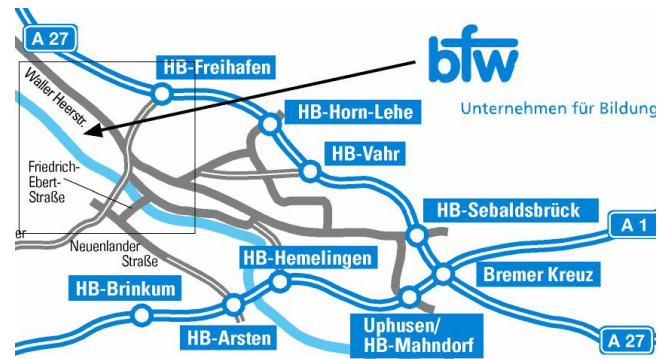 A 27
HB-Freihafen
bfw
Unternehmen für Bildung
Waller Heerstr.
HB-Horn-Lehe
HB-Vahr
Friedrich-
Ebert-
Straße
HB-Sebaldsbrück
A 1
er
Neuenlander
Straße
HB-Hemelingen
Bremer Kreuz
HB-Brinkum
HB-Arsten
Uphusen/
HB-Mahndorf
A 27